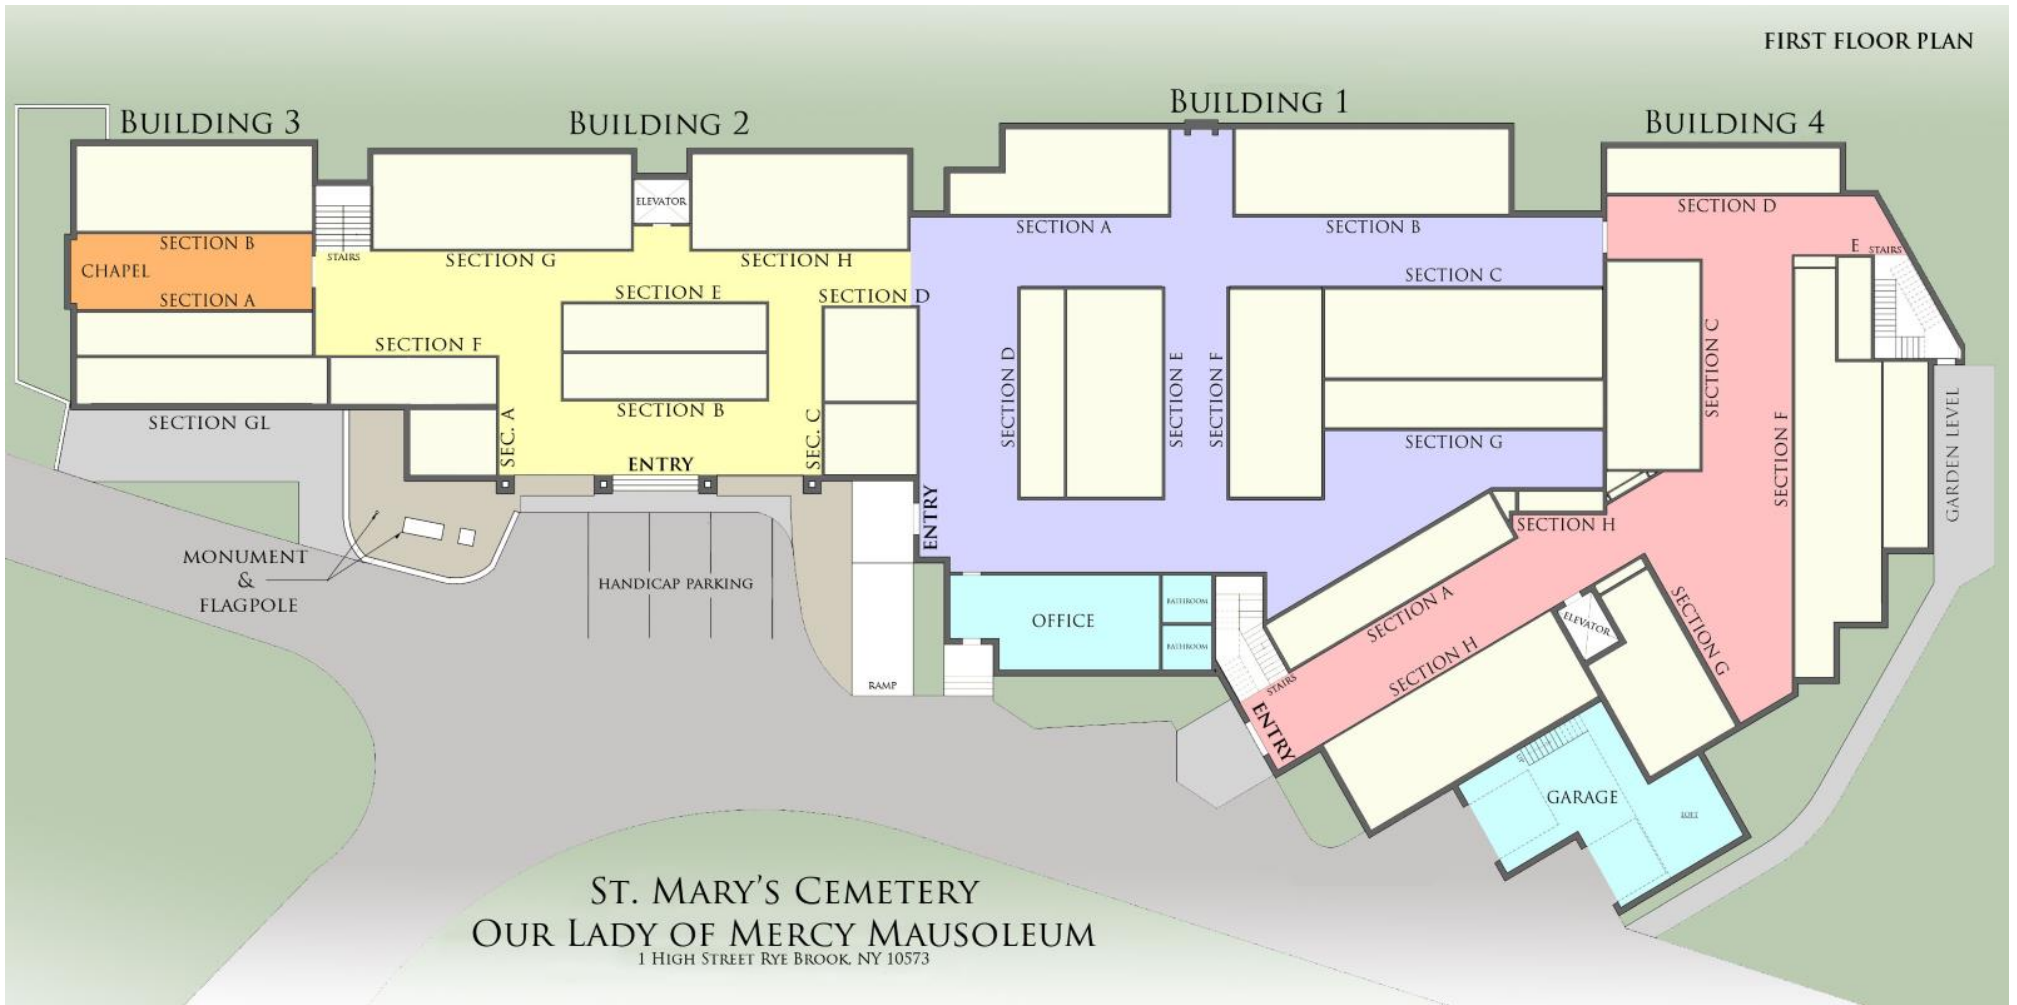 FIRST FLOOR PLAN
BUILDING 3
BUILDING 2
BUILDING 1
BUILDING 4
SECTION B
CHAPEL
SECTION A
SECTION GL
STAIRS
ELEVATOR
SECTION G
SECTION H
SECTION E
SECTION D
SECTION F
SECTION B
SEC. A
SEC. C
ENTRY
SECTION A
SECTION B
SECTION C
SECTION D
SECTION E
SECTION F
SECTION G
ENTRY
SECTION D
E STAIRS
SECTION C
SECTION F
GARDEN LEVEL
SECTION H
SECTION A
SECTION H
ELEVATOR
SECTION G
STAIRS
ENTRY
MONUMENT
&
FLAGPOLE
HANDICAP PARKING
RAMP
OFFICE
BATHROOM
BATHROOM
GARAGE
LOFT
ST. MARY'S CEMETERY
OUR LADY OF MERCY MAUSOLEUM
1 HIGH STREET RYE BROOK, NY 10573